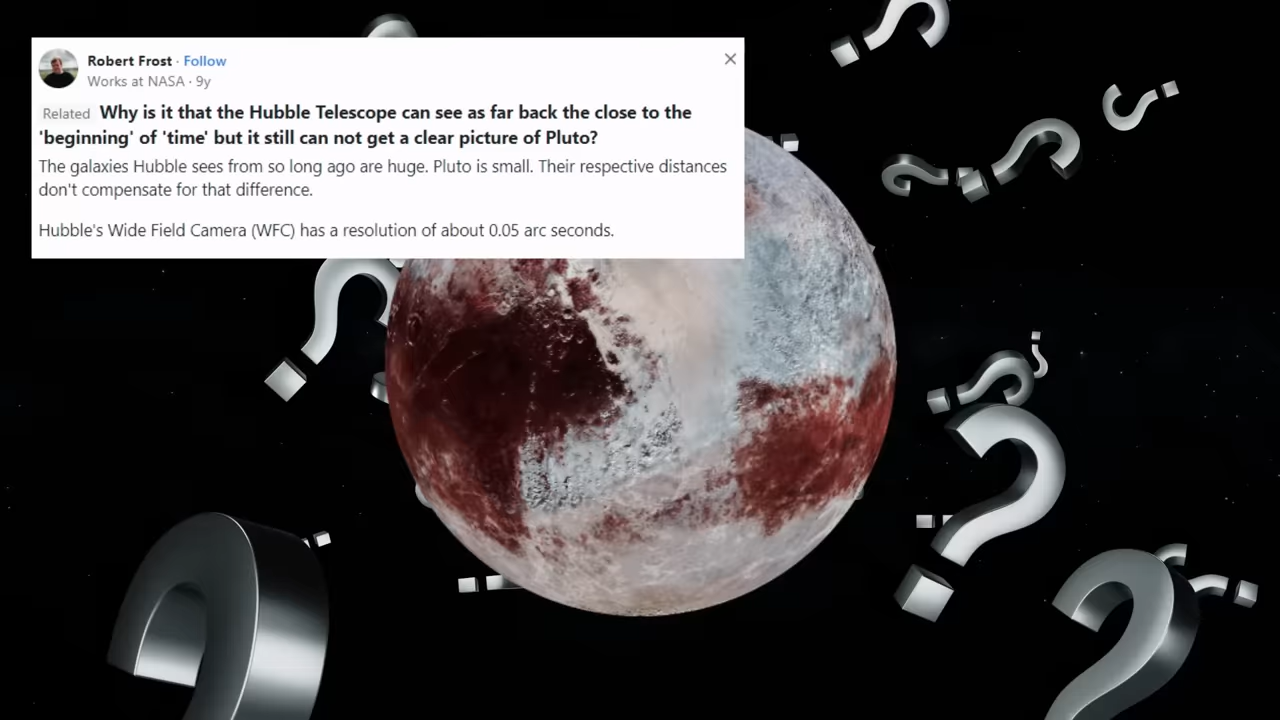 Robert Frost · Follow
Works at NASA · 9y
Related Why is it that the Hubble Telescope can see as far back the close to the
'beginning' of 'time' but it still can not get a clear picture of Pluto?
The galaxies Hubble sees from so long ago are huge. Pluto is small. Their respective distances
don't compensate for that difference.
Hubble's Wide Field Camera (WFC) has a resolution of about 0.05 arc seconds.